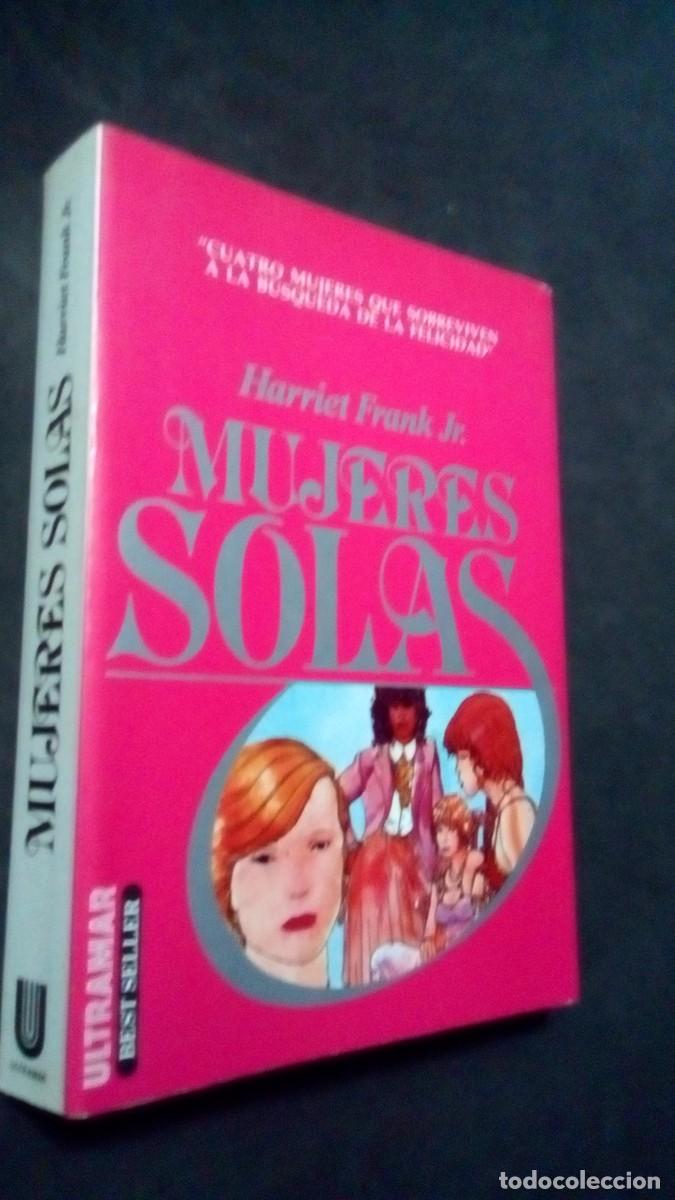 "CUATRO MUJERES QUE SOBREVIVEN
A LA BUSQUEDA DE LA FELICIDAD"
Harriet Frank Jr.
MUJERES
SOLAS
ULTRAMAR
BEST SELLER
MUJERES SOLAS Harriet Frank Jr.
U
ULTRAMAR
todocoleccion